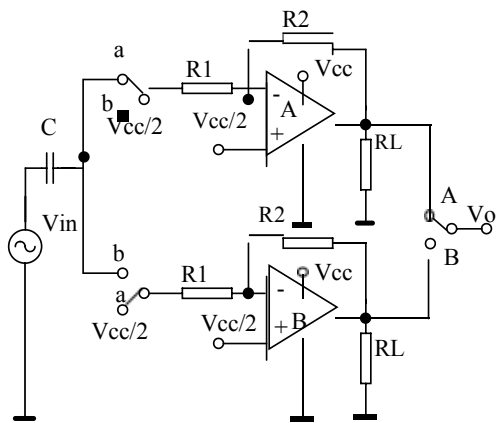 R2
a
R1
Vcc
b
Vcc/2
Vcc/2
-
A
C
+
RL
A
Vin
Vo
R2
B
b
R1
Vcc
a
-
Vcc/2
Vcc/2
+
B
RL